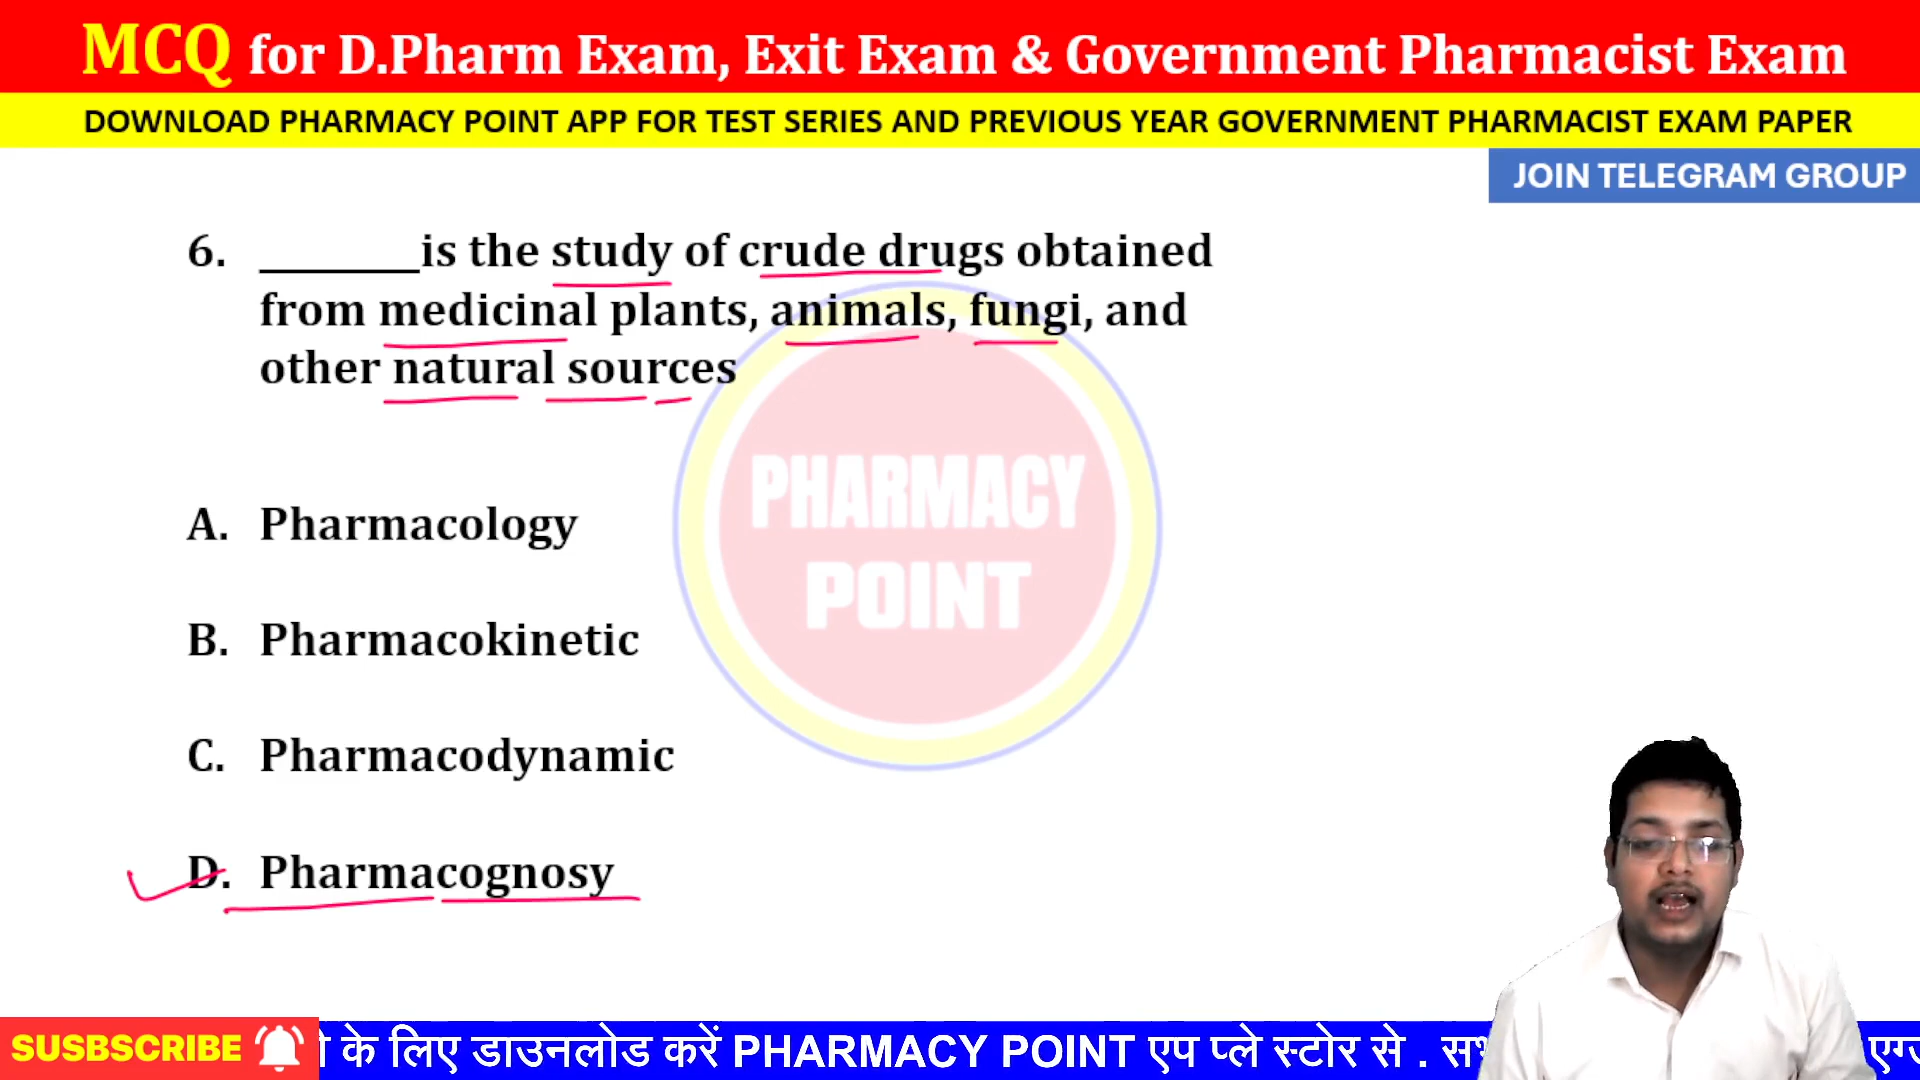 MCQ for D.Pharm Exam, Exit Exam & Government Pharmacist Exam
DOWNLOAD PHARMACY POINT APP FOR TEST SERIES AND PREVIOUS YEAR GOVERNMENT PHARMACIST EXAM PAPER
JOIN TELEGRAM GROUP
6. ________is the study of crude drugs obtained
from medicinal plants, animals, fungi, and
other natural sources
PHARMACY
POINT
A. Pharmacology
B. Pharmacokinetic
C. Pharmacodynamic
D. Pharmacognosy
SUSBSCRIBE
के लिए डाउनलोड करें PHARMACY POINT एप प्ले स्टोर से .